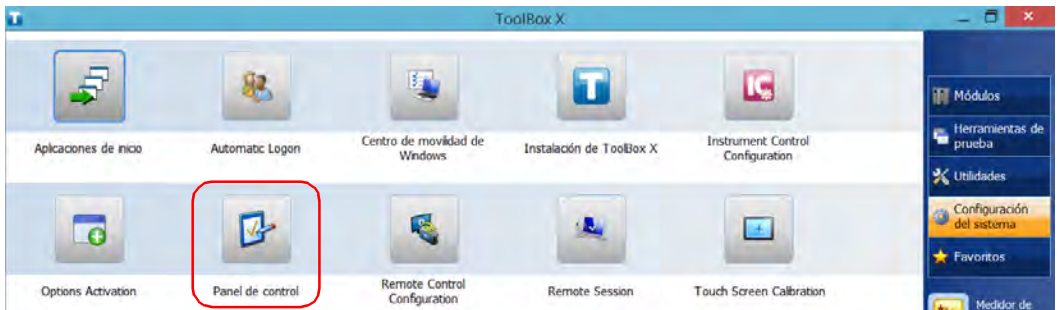 ToolBox X
Aplicaciones de inicio
Automatic Logon
Centro de movilidad de
Windows
Instalación de ToolBox X
Instrument Control
Configuration
Options Activation
Panel de control
Remote Control
Configuration
Remote Session
Touch Screen Calibration
Módulos
Herramientas de
prueba
Utilidades
Configuración
del sistema
Favoritos
Medidor de